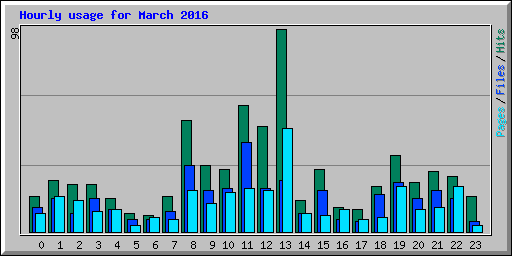 Hourly usage for March 2016
98
Pages/Files/Hits
0 1 2 3 4 5 6 7 8 9 10 11 12 13 14 15 16 17 18 19 20 21 22 23